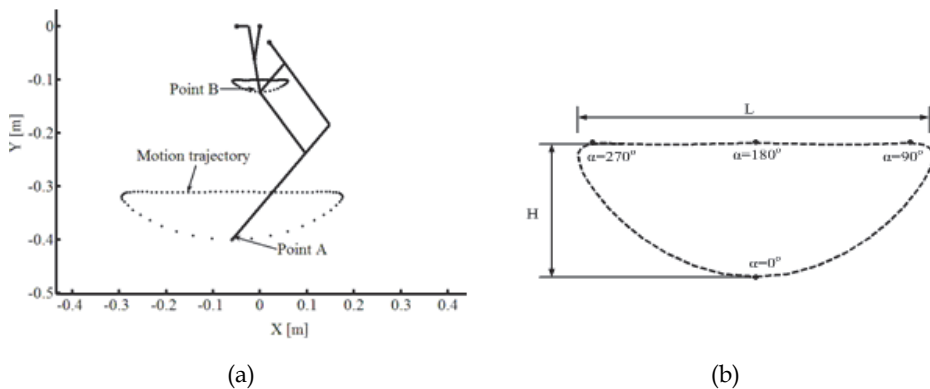 0
-0.1
-0.2
-0.3
-0.4
-0.5
Y [m]
Point B
Motion trajectory
Point A
-0.4 -0.3 -0.2 -0.1 0 0.1 0.2 0.3 0.4
X [m]
(a)
L
α=270° α=180° α=90°
H
α=0°
(b)